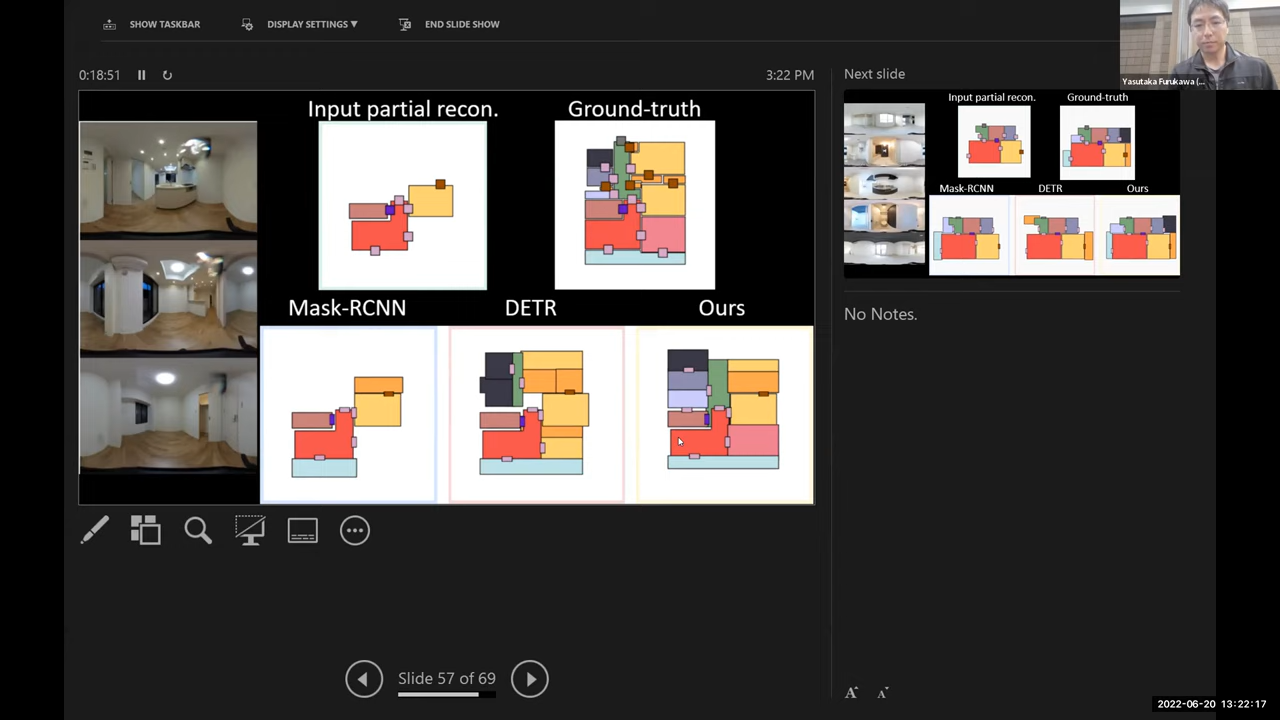 SHOW TASKBAR
DISPLAY SETTINGS ▼
END SLIDE SHOW
Yasutaka Furukawa (...
0:18:51
3:22 PM
Next slide
Input partial recon.
Ground-truth
Mask-RCNN
DETR
Ours
Input partial recon.
Ground-truth
Mask-RCNN
DETR
Ours
No Notes.
Slide 57 of 69
A
A
2022-06-20 13:22:17